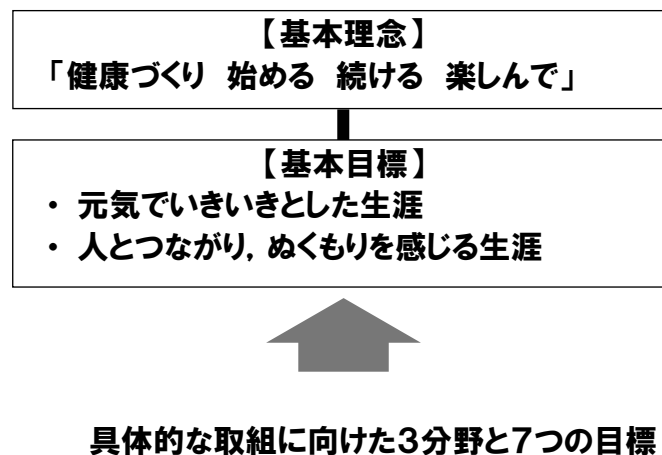 【基本理念】
「健康づくり 始める 続ける 楽しんで」
【基本目標】
・ 元気でいきいきとした生涯
・ 人とつながり，ぬくもりを感じる生涯
具体的な取組に向けた３分野と７つの目標